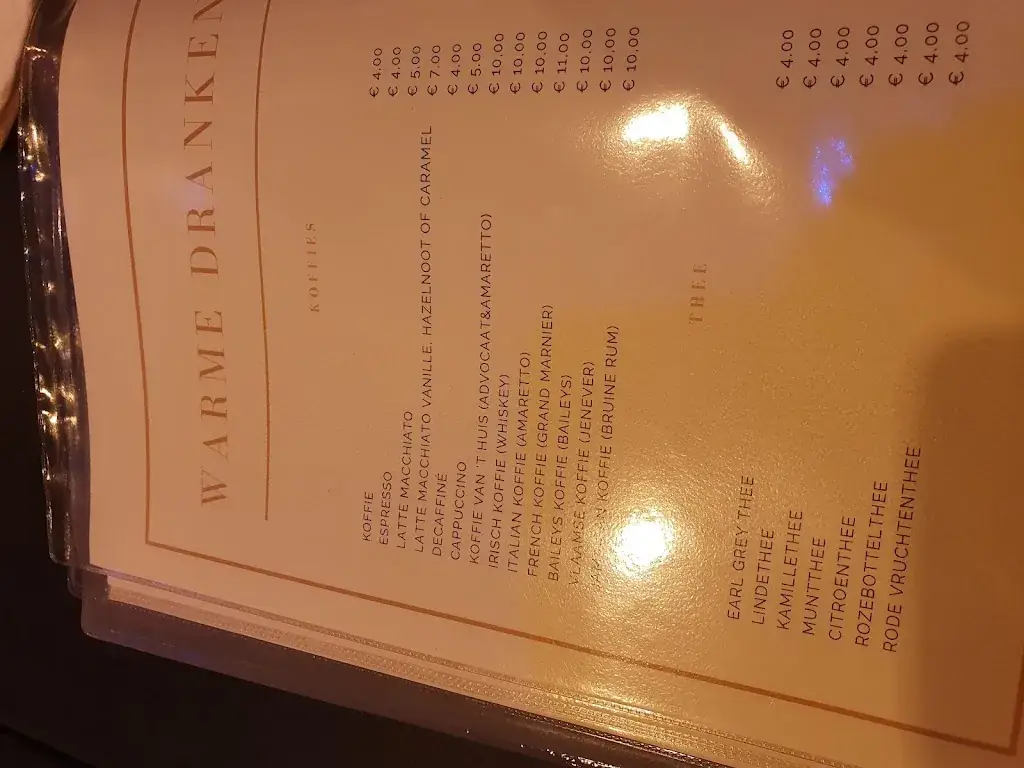 WARME DRANKEN
KOFFIES
KOFFIE € 4.00
ESPRESSO € 4.00
LATTE MACCHIATO € 5.00
LATTE MACCHIATO VANILLE, HAZELNOOT OF CARAMEL € 7.00
DECAFFINÉ € 4.00
CAPPUCCINO € 5.00
KOFFIE VAN 'T HUIS (ADVOCAAT&AMARETTO) € 10.00
IRISCH KOFFIE (WHISKEY) € 10.00
ITALIAN KOFFIE (AMARETTO) € 10.00
FRENCH KOFFIE (GRAND MARNIER) € 11.00
BAILEYS KOFFIE (BAILEYS) € 10.00
VLAAMSE KOFFIE (JENEVER) € 10.00
KOFFIE (BRUINE RUM) € 10.00
THEE
EARL GREY THEE € 4.00
LINDETHEE € 4.00
KAMILLETHEE € 4.00
MUNTTHEE € 4.00
CITROENTHEE € 4.00
ROZEBOTTELTHEE € 4.00
RODE VRUCHTENTHEE € 4.00